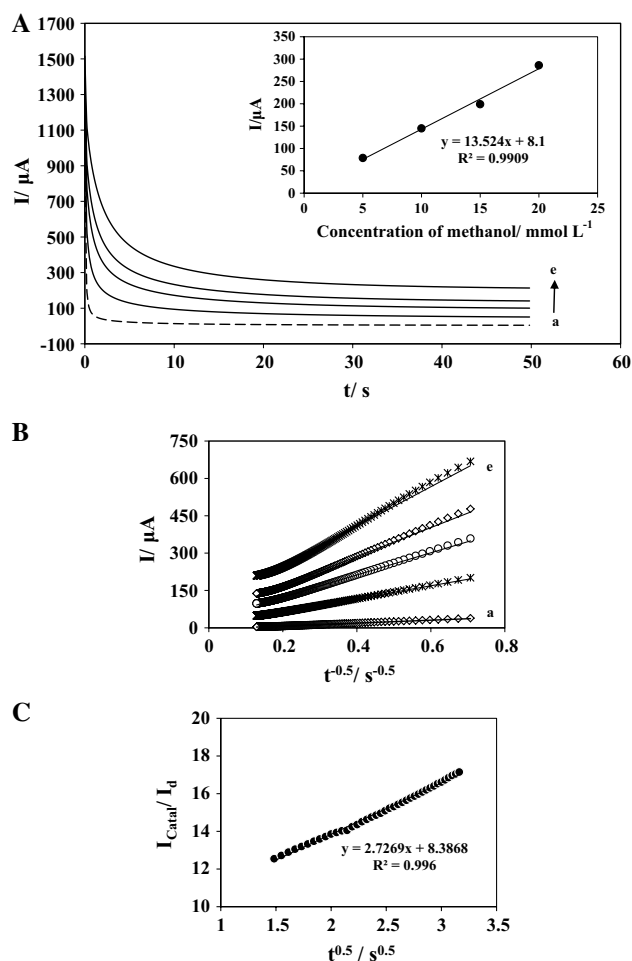 A
1700
1500
1300
1100
900
700
500
300
100
-100
I/ µA
0
10
20
30
40
50
60
t/ s
e
a
350
300
250
200
150
100
50
0
I/µA
y = 13.524x + 8.1
R² = 0.9909
0
5
10
15
20
25
Concentration of methanol/ mmol L⁻¹
B
750
600
450
300
150
0
I/ µA
e
a
0
0.2
0.4
0.6
0.8
t⁻⁰·⁵/ s⁻⁰·⁵
C
20
18
16
14
12
10
I_Catal/ I_d
y = 2.7269x + 8.3868
R² = 0.996
1
1.5
2
2.5
3
3.5
t⁰·⁵/ s⁰·⁵